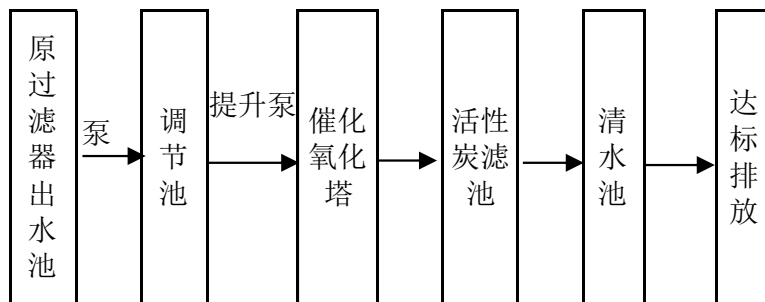 原过滤器出水池
泵
调节池
提升泵
催化
氧化
塔
活性
炭滤
池
清水池
达标排放